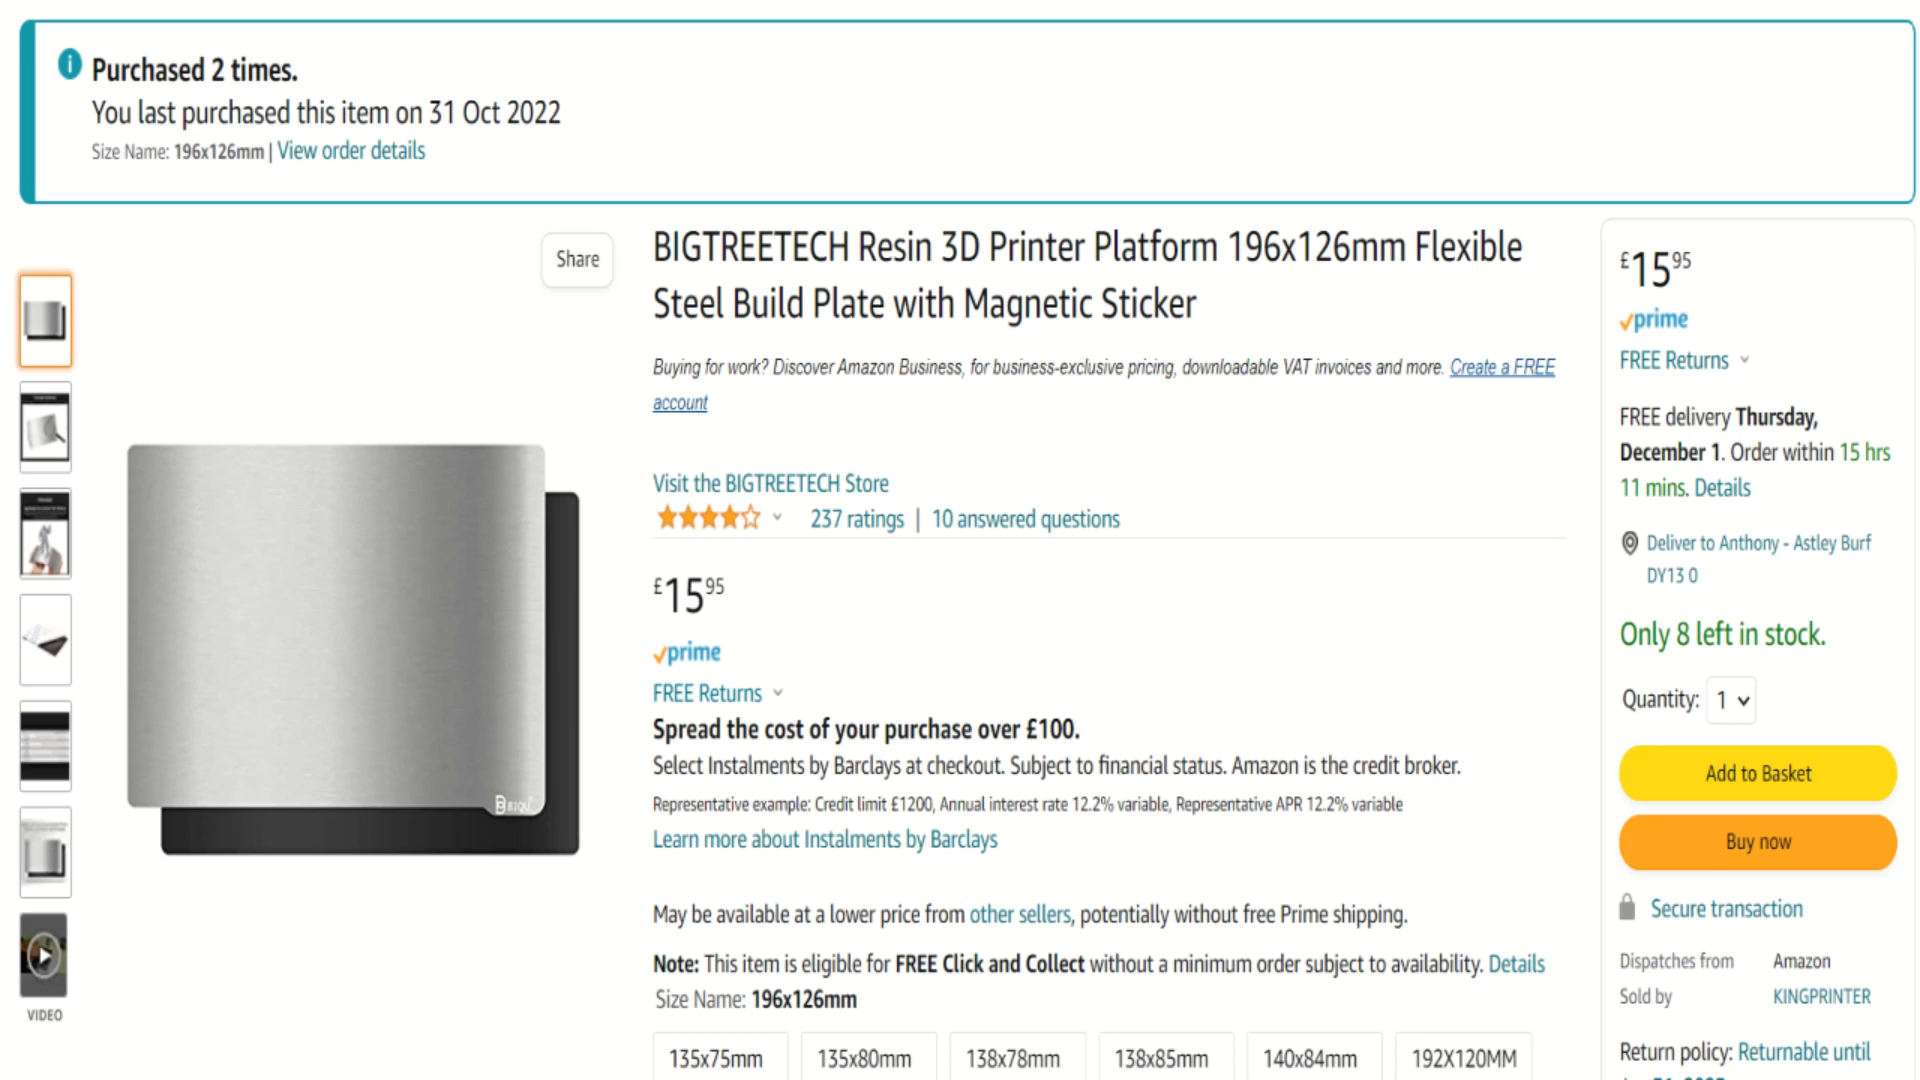 Purchased 2 times.
You last purchased this item on 31 Oct 2022
Size Name: 196x126mm | View order details
Share
BIGTREETECH Resin 3D Printer Platform 196x126mm Flexible
Steel Build Plate with Magnetic Sticker
Buying for work? Discover Amazon Business, for business-exclusive pricing, downloadable VAT invoices and more. Create a FREE
account
Visit the BIGTREETECH Store
237 ratings | 10 answered questions
£15 95
prime
FREE Returns
Spread the cost of your purchase over £100.
Select Instalments by Barclays at checkout. Subject to financial status. Amazon is the credit broker.
Representative example: Credit limit £1200, Annual interest rate 12.2% variable, Representative APR 12.2% variable
Learn more about Instalments by Barclays
May be available at a lower price from other sellers, potentially without free Prime shipping.
Note: This item is eligible for FREE Click and Collect without a minimum order subject to availability. Details
Size Name: 196x126mm
135x75mm 135x80mm 138x78mm 138x85mm 140x84mm 192X120MM
BIQU
VIDEO
£15 95
prime
FREE Returns
FREE delivery Thursday,
December 1. Order within 15 hrs
11 mins. Details
Deliver to Anthony - Astley Burf
DY13 0
Only 8 left in stock.
Quantity: 1
Add to Basket
Buy now
Secure transaction
Dispatches from Amazon
Sold by KINGPRINTER
Return policy: Returnable until